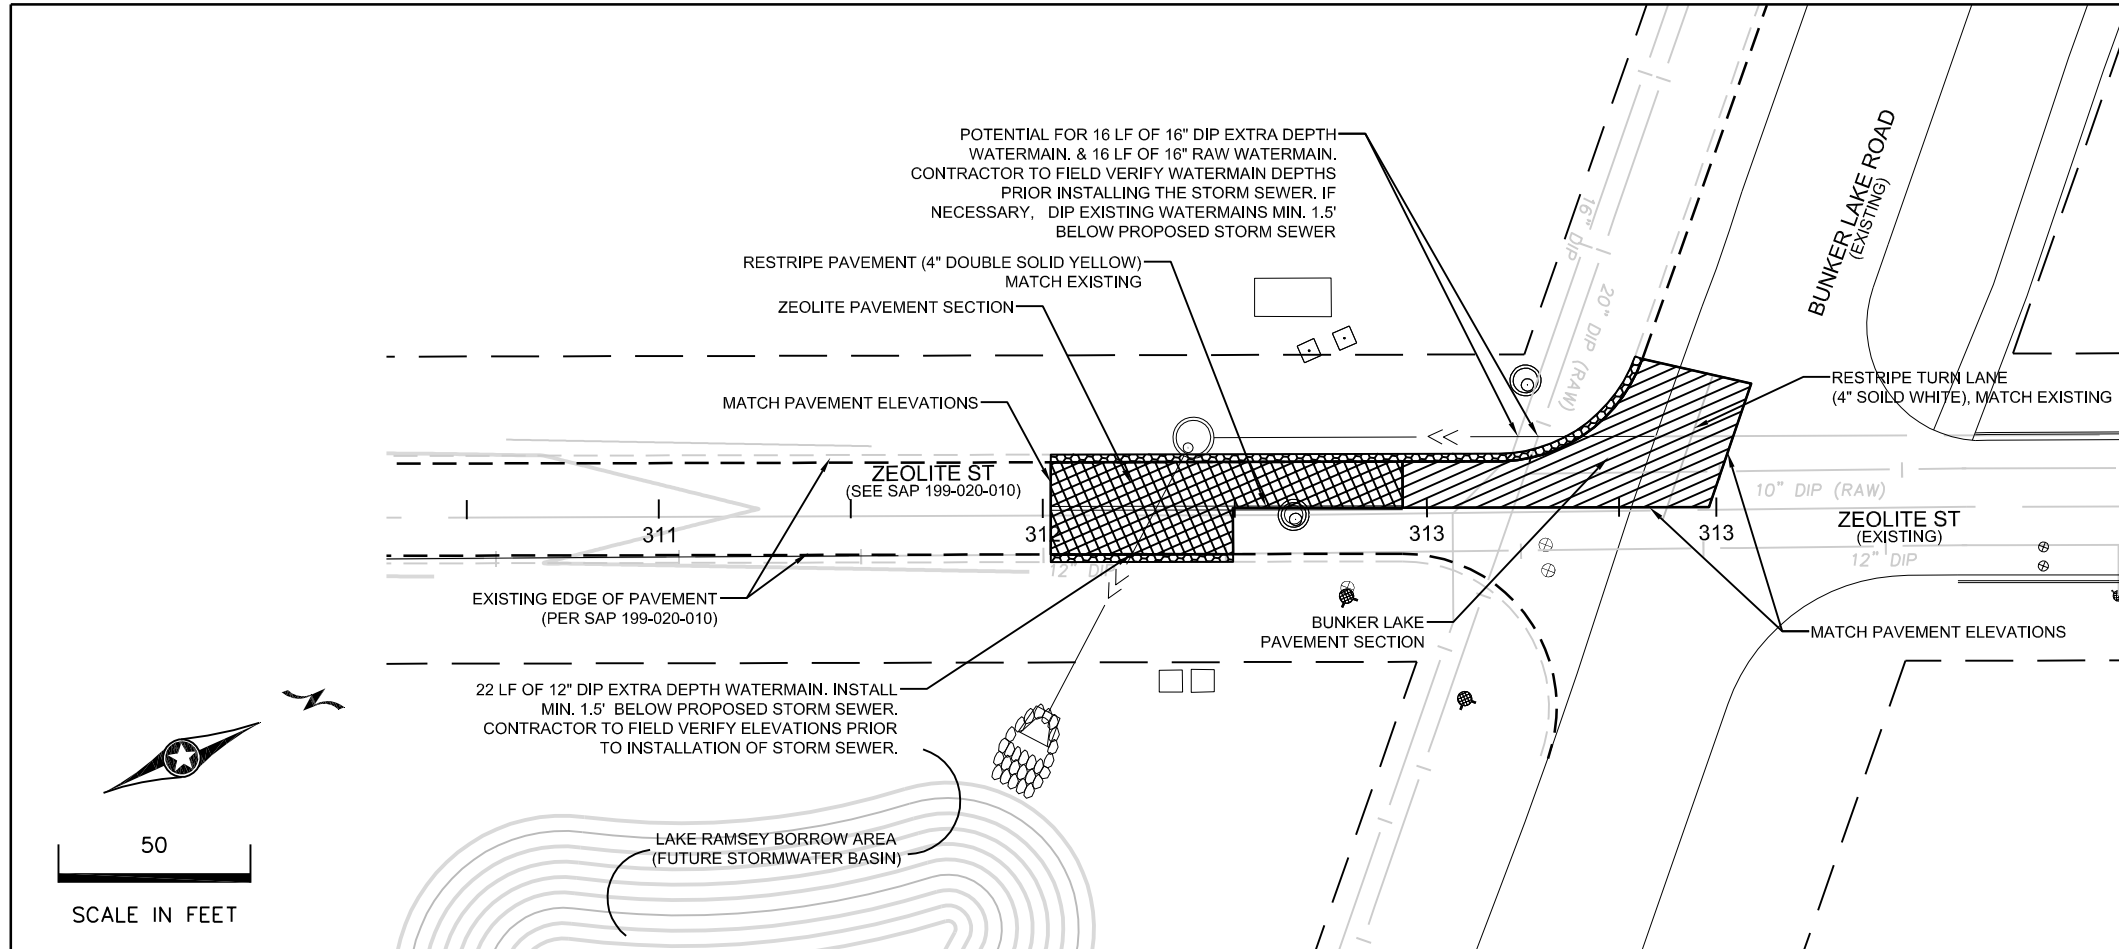 POTENTIAL FOR 16 LF OF 16" DIP EXTRA DEPTH
WATERMAIN. & 16 LF OF 16" RAW WATERMAIN.
CONTRACTOR TO FIELD VERIFY WATERMAIN DEPTHS
PRIOR INSTALLING THE STORM SEWER. IF
NECESSARY, DIP EXISTING WATERMAINS MIN. 1.5'
BELOW PROPOSED STORM SEWER
RESTRIPE PAVEMENT (4" DOUBLE SOLID YELLOW)
MATCH EXISTING
ZEOLITE PAVEMENT SECTION
MATCH PAVEMENT ELEVATIONS
16" DIP
20" DIP (RAW)
BUNKER LAKE ROAD
(EXISTING)
RESTRIPE TURN LANE
(4" SOILD WHITE), MATCH EXISTING
ZEOLITE ST
(SEE SAP 199-020-010)
10" DIP (RAW)
ZEOLITE ST
(EXISTING)
311
313
313
12" DIP
12" DIP
EXISTING EDGE OF PAVEMENT
(PER SAP 199-020-010)
BUNKER LAKE
PAVEMENT SECTION
MATCH PAVEMENT ELEVATIONS
22 LF OF 12" DIP EXTRA DEPTH WATERMAIN. INSTALL
MIN. 1.5' BELOW PROPOSED STORM SEWER.
CONTRACTOR TO FIELD VERIFY ELEVATIONS PRIOR
TO INSTALLATION OF STORM SEWER.
LAKE RAMSEY BORROW AREA
(FUTURE STORMWATER BASIN)
50
SCALE IN FEET